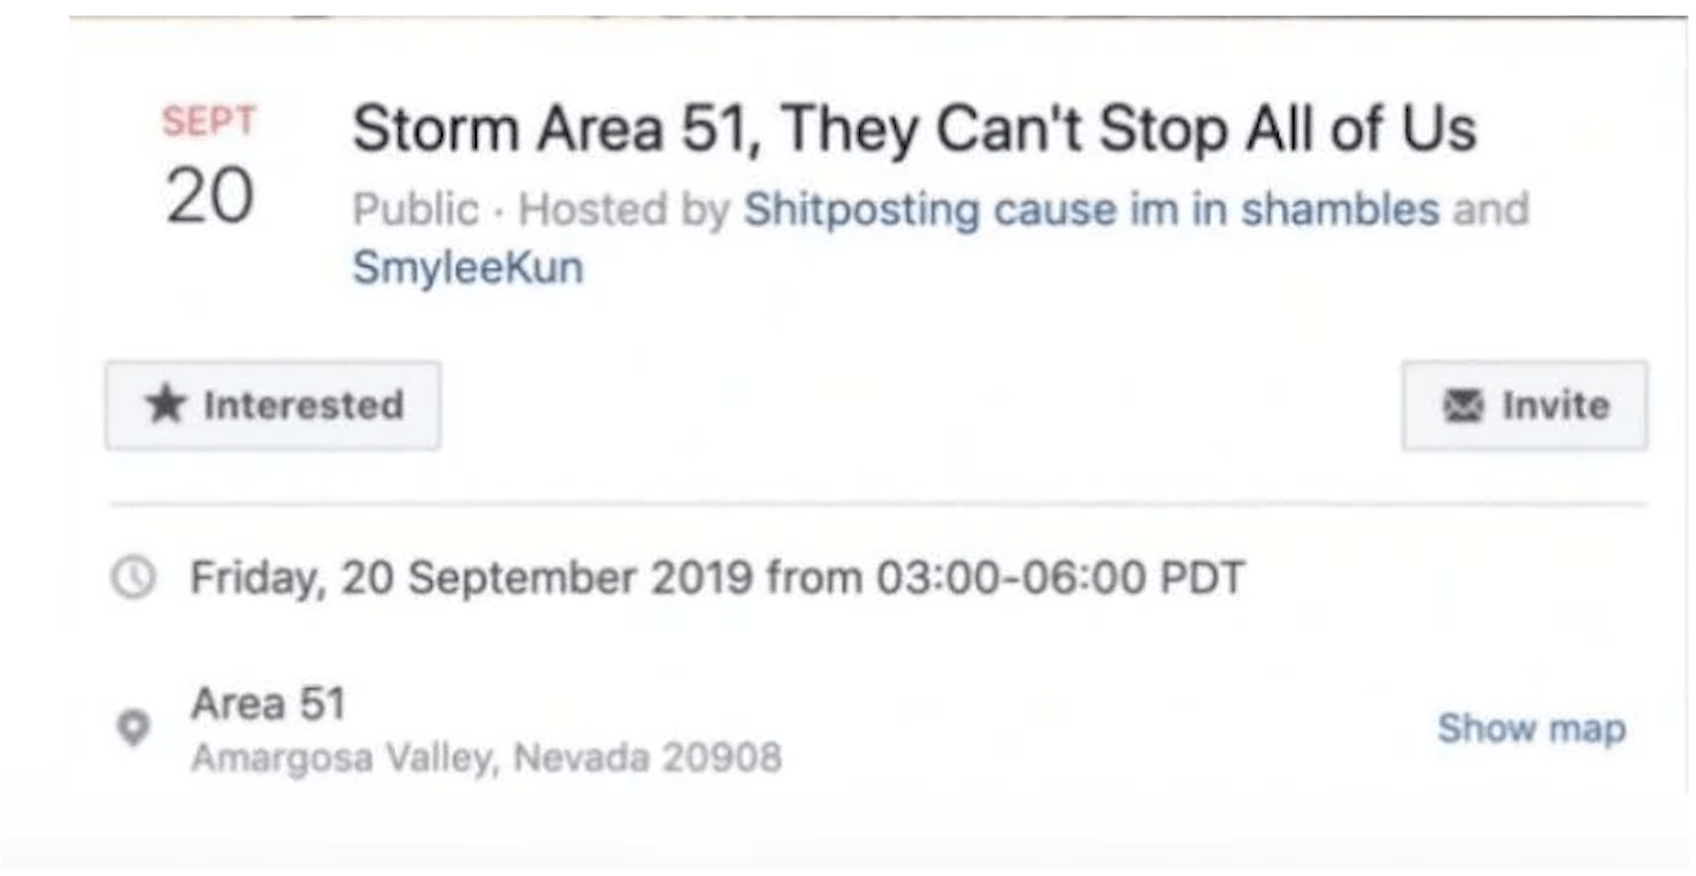 SEPT
20
Storm Area 51, They Can't Stop All of Us
Public · Hosted by Shitposting cause im in shambles and
SmyleeKun
Interested
Invite
Friday, 20 September 2019 from 03:00-06:00 PDT
Area 51
Amargosa Valley, Nevada 20908
Show map